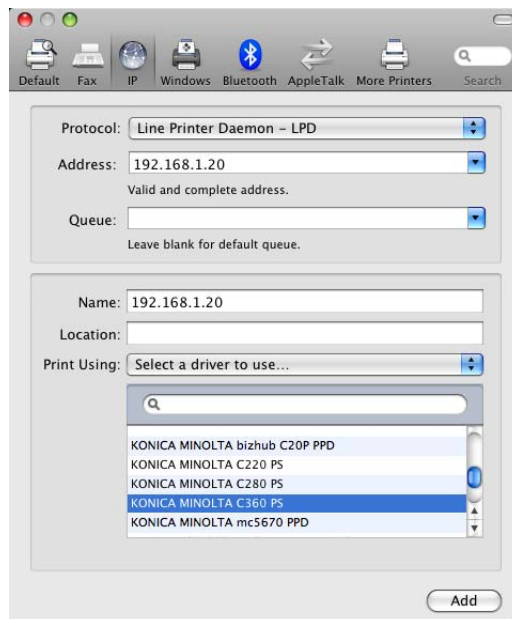 Default Fax IP Windows Bluetooth AppleTalk More Printers Search
Protocol: Line Printer Daemon – LPD
Address: 192.168.1.20
Valid and complete address.
Queue:
Leave blank for default queue.
Name: 192.168.1.20
Location:
Print Using: Select a driver to use...
KONICA MINOLTA bizhub C20P PPD
KONICA MINOLTA C220 PS
KONICA MINOLTA C280 PS
KONICA MINOLTA C360 PS
KONICA MINOLTA mc5670 PPD
Add